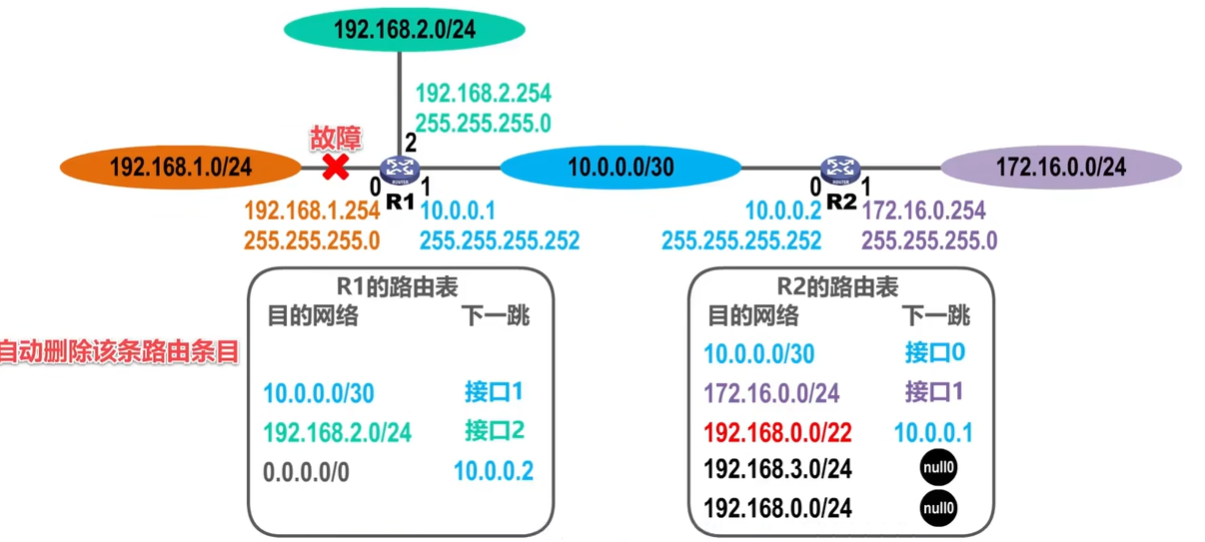 192.168.2.0/24
192.168.2.254
255.255.255.0
故障
2
192.168.1.0/24
10.0.0.0/30
172.16.0.0/24
0
R1
1
0
R2
1
ROUTER
ROUTER
192.168.1.254
10.0.0.1
10.0.0.2
172.16.0.254
255.255.255.0
255.255.255.252
255.255.255.252
255.255.255.0
R1的路由表
目的网络 下一跳
自动删除该条路由条目
10.0.0.0/30 接口1
192.168.2.0/24 接口2
0.0.0.0/0 10.0.0.2
R2的路由表
目的网络 下一跳
10.0.0.0/30 接口0
172.16.0.0/24 接口1
192.168.0.0/22 10.0.0.1
192.168.3.0/24 null0
192.168.0.0/24 null0